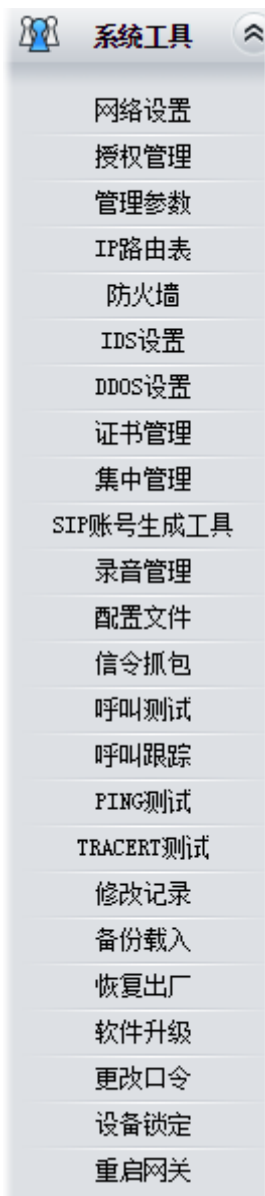 系统工具
网络设置
授权管理
管理参数
IP路由表
防火墙
IDS设置
DDOS设置
证书管理
集中管理
SIP账号生成工具
录音管理
配置文件
信令抓包
呼叫测试
呼叫跟踪
PING测试
TRACERT测试
修改记录
备份载入
恢复出厂
软件升级
更改口令
设备锁定
重启网关